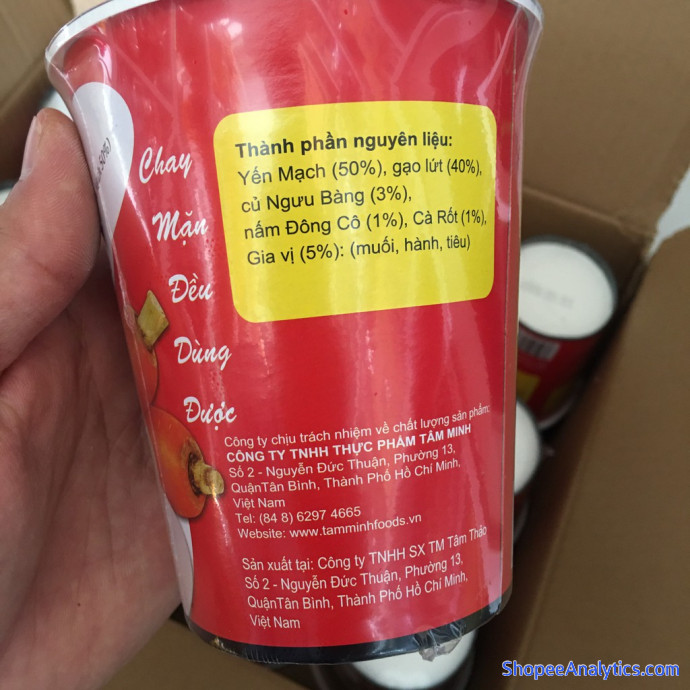 Chay
Mặn
Đều
Dùng
Được
Thành phần nguyên liệu:
Yến Mạch (50%), gạo lứt (40%),
củ Ngưu Bàng (3%),
nấm Đông Cô (1%), Cà Rốt (1%),
Gia vị (5%): (muối, hành, tiêu)
Công ty chịu trách nhiệm về chất lượng sản phẩm:
CÔNG TY TNHH THỰC PHẨM TÂM MINH
Số 2 - Nguyễn Đức Thuận, Phường 13,
QuậnTân Bình, Thành Phố Hồ Chí Minh,
Việt Nam
Tel: (84 8) 6297 4665
Website: www.tamminhfoods.vn
Sản xuất tại: Công ty TNHH SX TM Tâm Thảo
Số 2 - Nguyễn Đức Thuận, Phường 13,
QuậnTân Bình, Thành Phố Hồ Chí Minh,
Việt Nam
ShopeeAnalytics.com